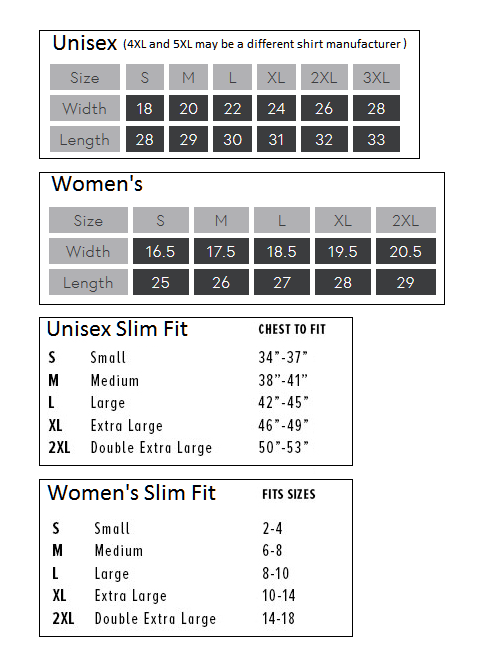 Unisex (4XL and 5XL may be a different shirt manufacturer)
Size S M L XL 2XL 3XL
Width 18 20 22 24 26 28
Length 28 29 30 31 32 33
Women's
Size S M L XL 2XL
Width 16.5 17.5 18.5 19.5 20.5
Length 25 26 27 28 29
Unisex Slim Fit CHEST TO FIT
S Small 34”-37”
M Medium 38”-41”
L Large 42”-45”
XL Extra Large 46”-49”
2XL Double Extra Large 50”-53”
Women's Slim Fit FITS SIZES
S Small 2-4
M Medium 6-8
L Large 8-10
XL Extra Large 10-14
2XL Double Extra Large 14-18